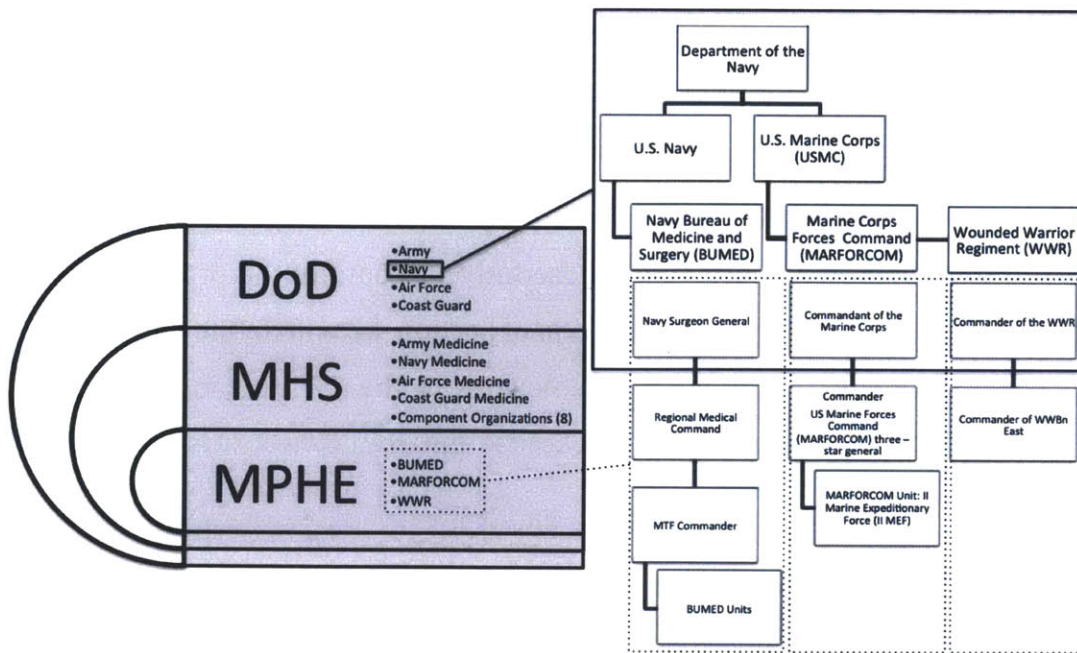 DoD
•Army
•Navy
•Air Force
•Coast Guard
MHS
•Army Medicine
•Navy Medicine
•Air Force Medicine
•Coast Guard Medicine
•Component Organizations (8)
MPHE
•BUMED
•MARFORCOM
•WWR
Department of the
Navy
U.S. Navy
U.S. Marine Corps
(USMC)
Navy Bureau of
Medicine and
Surgery (BUMED)
Marine Corps
Forces Command
(MARFORCOM)
Wounded Warrior
Regiment (WWR)
Navy Surgeon General
Commandant of the
Marine Corps
Commander of the WWR
Regional Medical
Command
Commander
US Marine Forces
Command
(MARFORCOM) three –
star general
Commander of WWBn
East
MTF Commander
MARFORCOM Unit: II
Marine Expeditionary
Force (II MEF)
BUMED Units